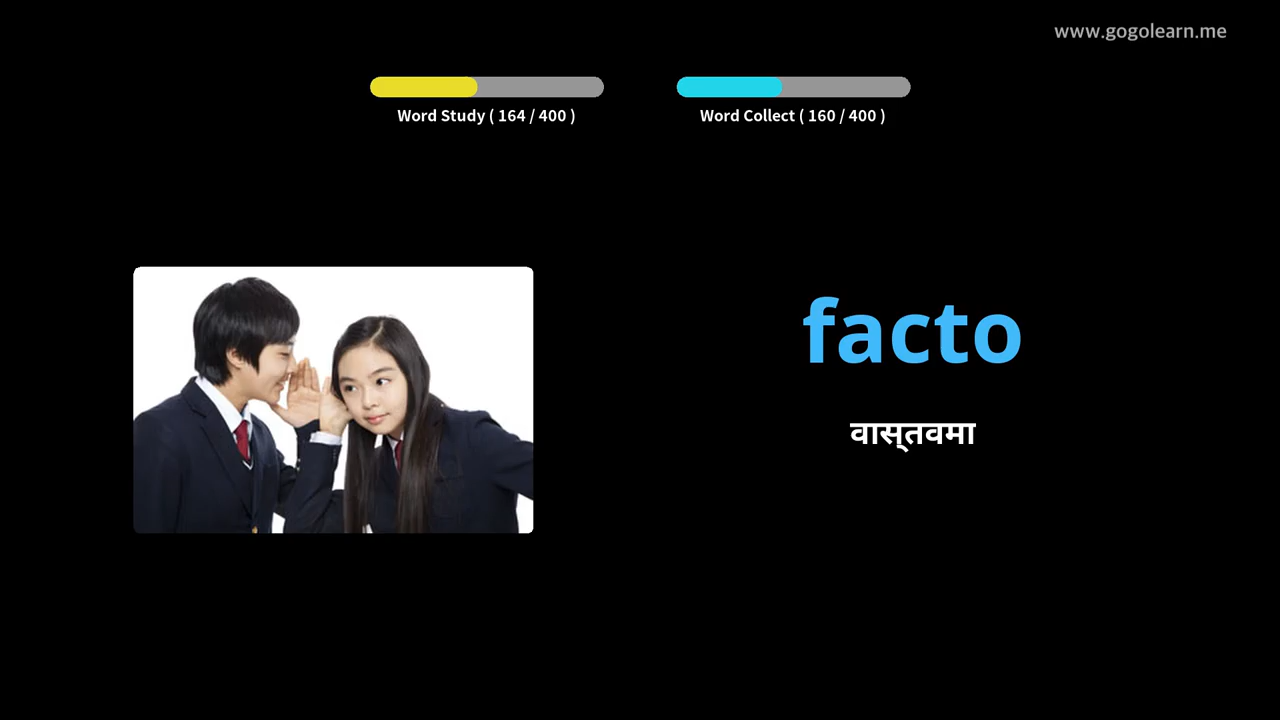 www.gogolearn.me
Word Study ( 164 / 400 )
Word Collect ( 160 / 400 )
facto
वास्‌तवमा